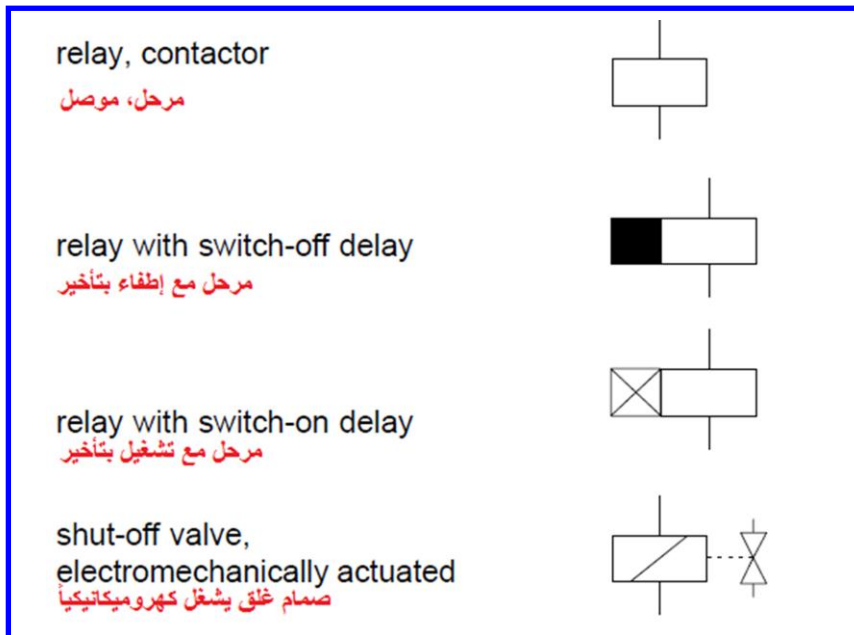 relay, contactor
مرحل، موصل
relay with switch-off delay
مرحل مع إطفاء بتأخير
relay with switch-on delay
مرحل مع تشغيل بتأخير
shut-off valve,
electromechanically actuated
صمام غلق يشغل كهروميكانيكياً